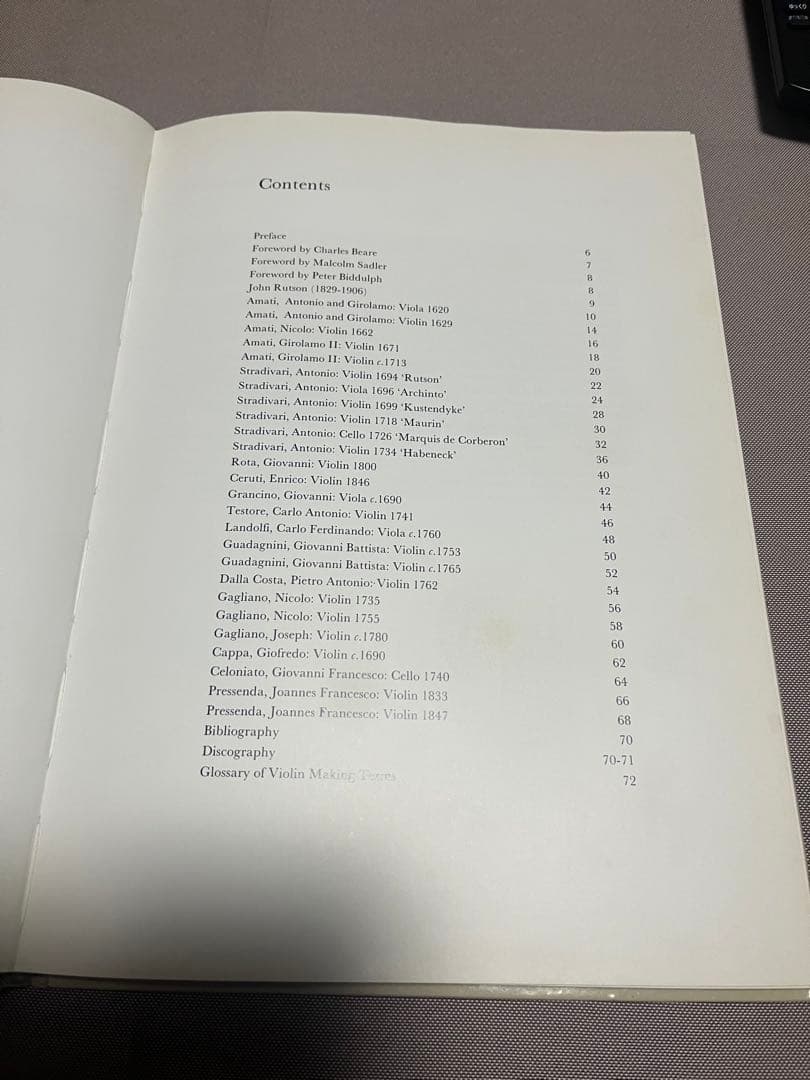 Contents
Preface 6
Foreword by Charles Beare 7
Foreword by Malcolm Sadler 8
Foreword by Peter Biddulph 8
John Rutson (1829-1906) 9
Amati, Antonio and Girolamo: Viola 1620 10
Amati, Antonio and Girolamo: Violin 1629 14
Amati, Nicolo: Violin 1662 16
Amati, Girolamo II: Violin 1671 18
Amati, Girolamo II: Violin c.1713 20
Stradivari, Antonio: Violin 1694 ‘Rutson’ 22
Stradivari, Antonio: Viola 1696 ‘Archinto’ 24
Stradivari, Antonio: Violin 1699 ‘Kustendyke’ 28
Stradivari, Antonio: Violin 1718 ‘Maurin’ 30
Stradivari, Antonio: Cello 1726 ‘Marquis de Corberon’ 32
Stradivari, Antonio: Violin 1734 ‘Habeneck’ 36
Rota, Giovanni: Violin 1800 40
Ceruti, Enrico: Violin 1846 42
Grancino, Giovanni: Viola c.1690 44
Testore, Carlo Antonio: Violin 1741 46
Landolfi, Carlo Ferdinando: Viola c.1760 48
Guadagnini, Giovanni Battista: Violin c.1753 50
Guadagnini, Giovanni Battista: Violin c.1765 52
Dalla Costa, Pietro Antonio: Violin 1762 54
Gagliano, Nicolo: Violin 1735 56
Gagliano, Nicolo: Violin 1755 58
Gagliano, Joseph: Violin c.1780 60
Cappa, Giofredo: Violin c.1690 62
Celoniato, Giovanni Francesco: Cello 1740 64
Pressenda, Joannes Francesco: Violin 1833 66
Pressenda, Joannes Francesco: Violin 1847 68
Bibliography 70
Discography 70-71
Glossary of Violin Making Terms 72
ゆっくり